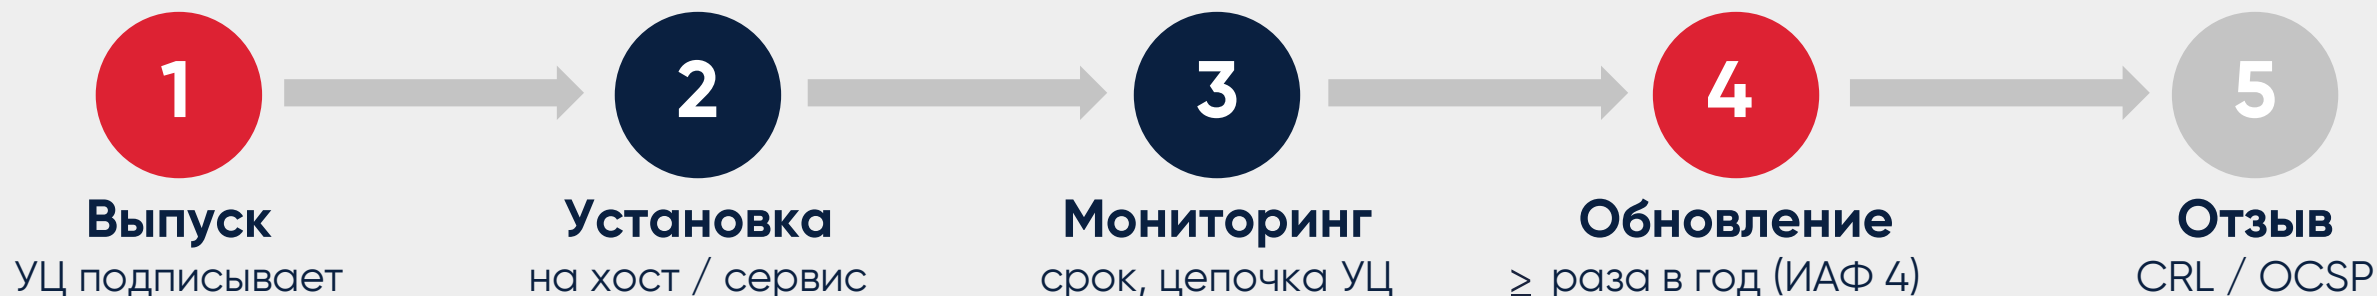 1 2 3 4 5
Выпуск Установка Мониторинг Обновление Отзыв
УЦ подписывает на хост / сервис срок, цепочка УЦ ≥ раза в год (ИАФ 4) CRL / OCSP